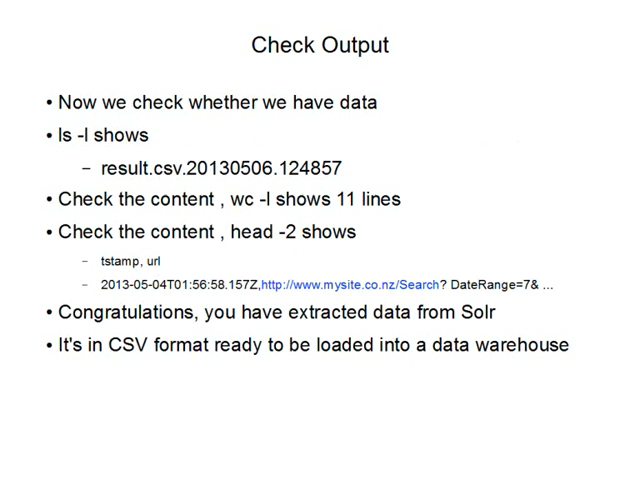 Check Output
• Now we check whether we have data
• ls -l shows
– result.csv.20130506.124857
• Check the content , wc -l shows 11 lines
• Check the content , head -2 shows
– tstamp, url
– 2013-05-04T01:56:58.157Z,http://www.mysite.co.nz/Search? DateRange=7& ...
• Congratulations, you have extracted data from Solr
• It's in CSV format ready to be loaded into a data warehouse